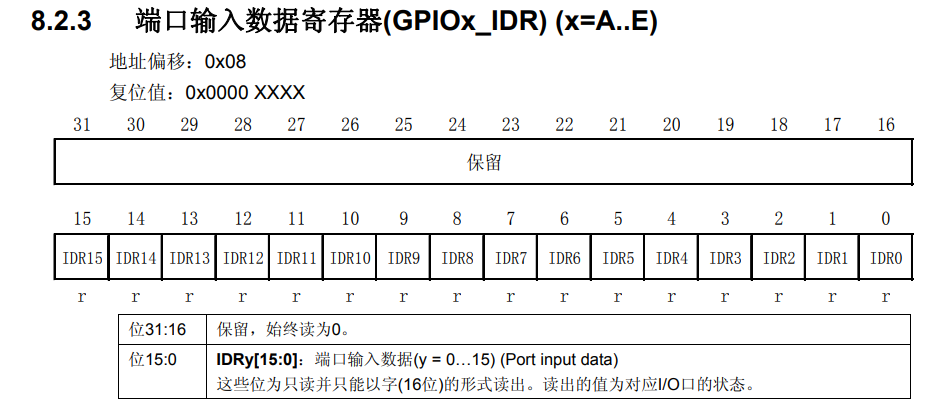 8.2.3 端口输入数据寄存器(GPIOx_IDR) (x=A..E)
地址偏移：0x08
复位值：0x0000 XXXX
31 30 29 28 27 26 25 24 23 22 21 20 19 18 17 16
保留
15 14 13 12 11 10 9 8 7 6 5 4 3 2 1 0
IDR15 IDR14 IDR13 IDR12 IDR11 IDR10 IDR9 IDR8 IDR7 IDR6 IDR5 IDR4 IDR3 IDR2 IDR1 IDR0
r r r r r r r r r r r r r r r r
位31:16 保留，始终读为0。
位15:0 IDRy[15:0]：端口输入数据(y = 0…15) (Port input data)
这些位为只读并只能以字(16位)的形式读出。读出的值为对应I/O口的状态。